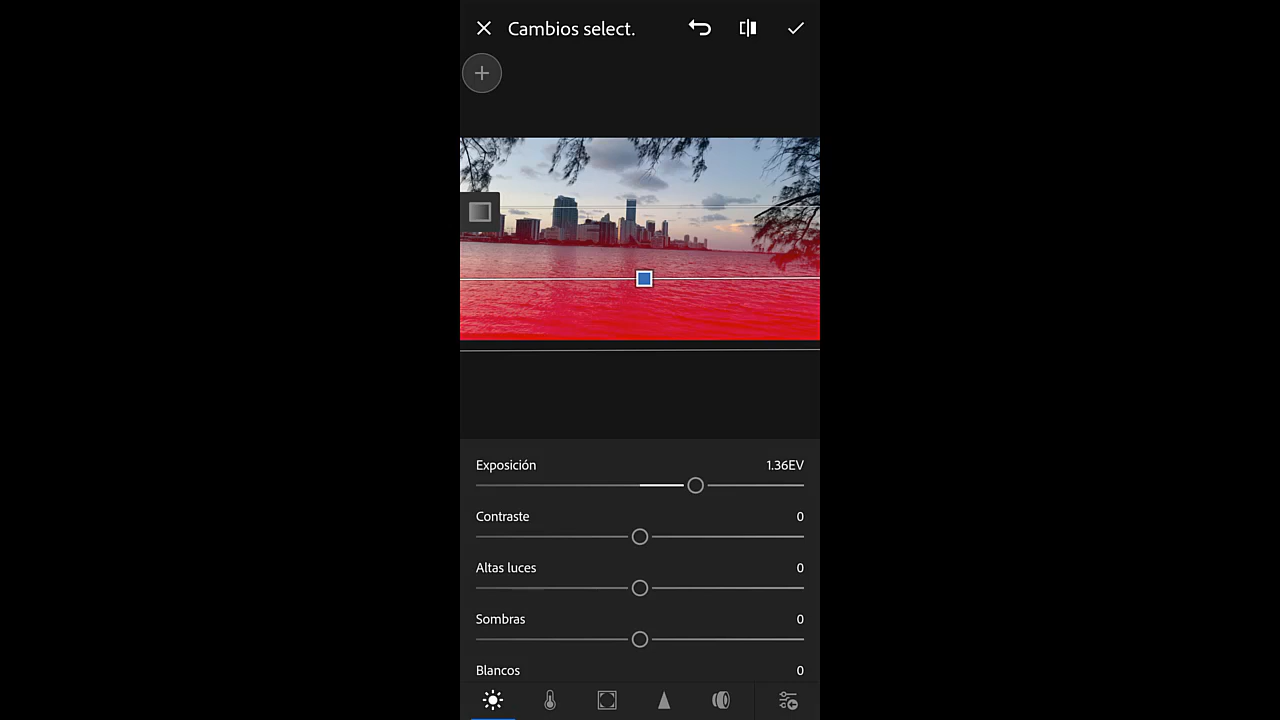 Cambios select.
Exposición 1.36EV
Contraste 0
Altas luces 0
Sombras 0
Blancos 0